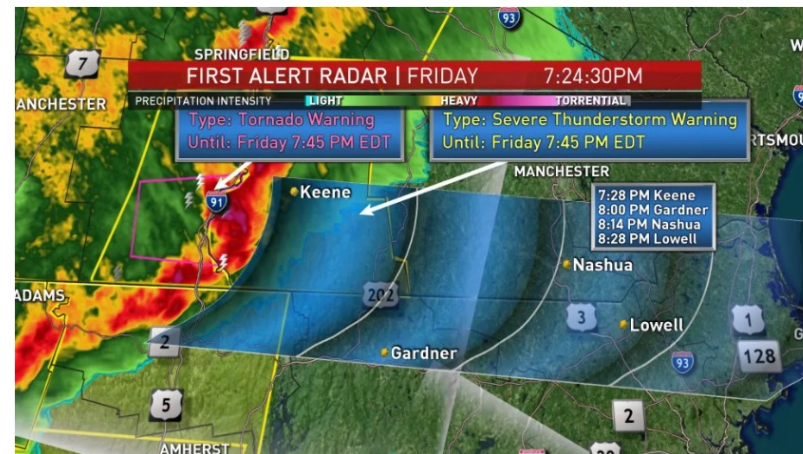 93
7
SPRINGFIELD
FIRST ALERT RADAR | FRIDAY 7:24:30PM
PRECIPITATION INTENSITY LIGHT HEAVY TORRENTIAL
ANCHESTER
Type: Tornado Warning
Until: Friday 7:45 PM EDT
Type: Severe Thunderstorm Warning
Until: Friday 7:45 PM EDT
MANCHESTER
Keene
91
7:28 PM Keene
8:00 PM Gardner
8:14 PM Nashua
8:28 PM Lowell
Nashua
ADAMS
202
3
Lowell
1
2
Gardner
93
128
5
2
AMHERST